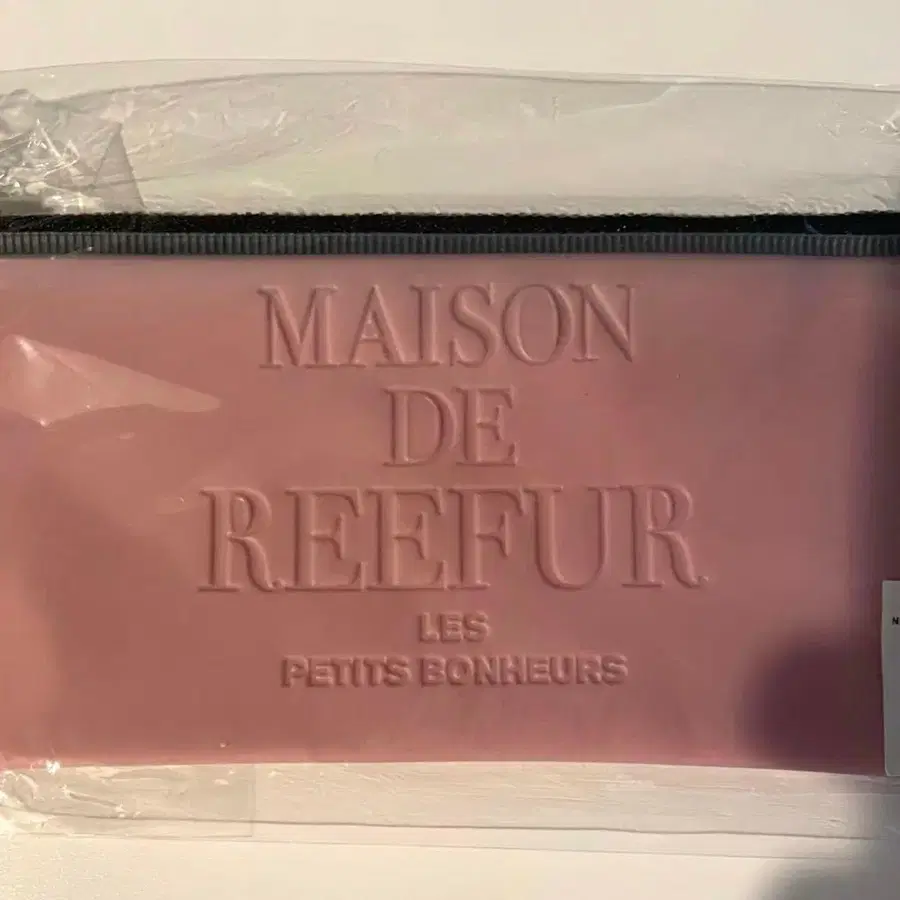 MAISON
DE
REEFUR
LES
PETITS BONHEURS
N